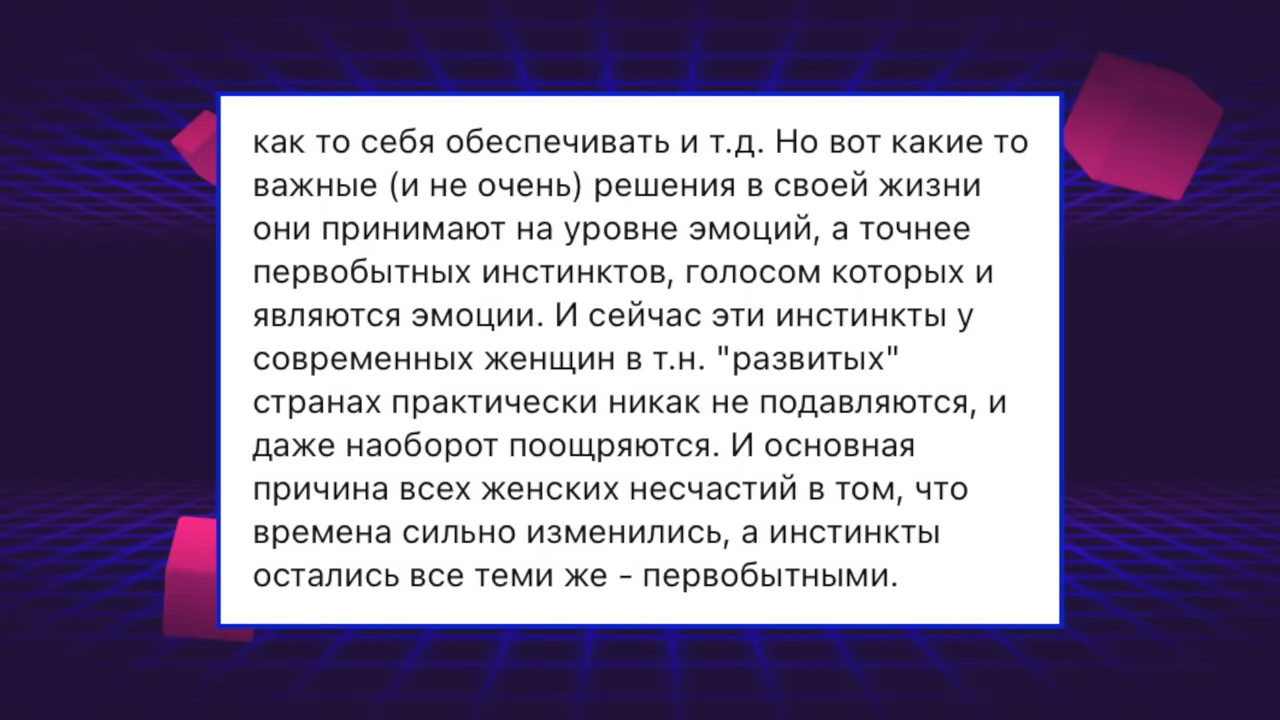 как то себя обеспечивать и т.д. Но вот какие то
важные (и не очень) решения в своей жизни
они принимают на уровне эмоций, а точнее
первобытных инстинктов, голосом которых и
являются эмоции. И сейчас эти инстинкты у
современных женщин в т.н. "развитых"
странах практически никак не подавляются, и
даже наоборот поощряются. И основная
причина всех женских несчастий в том, что
времена сильно изменились, а инстинкты
остались все теми же - первобытными.